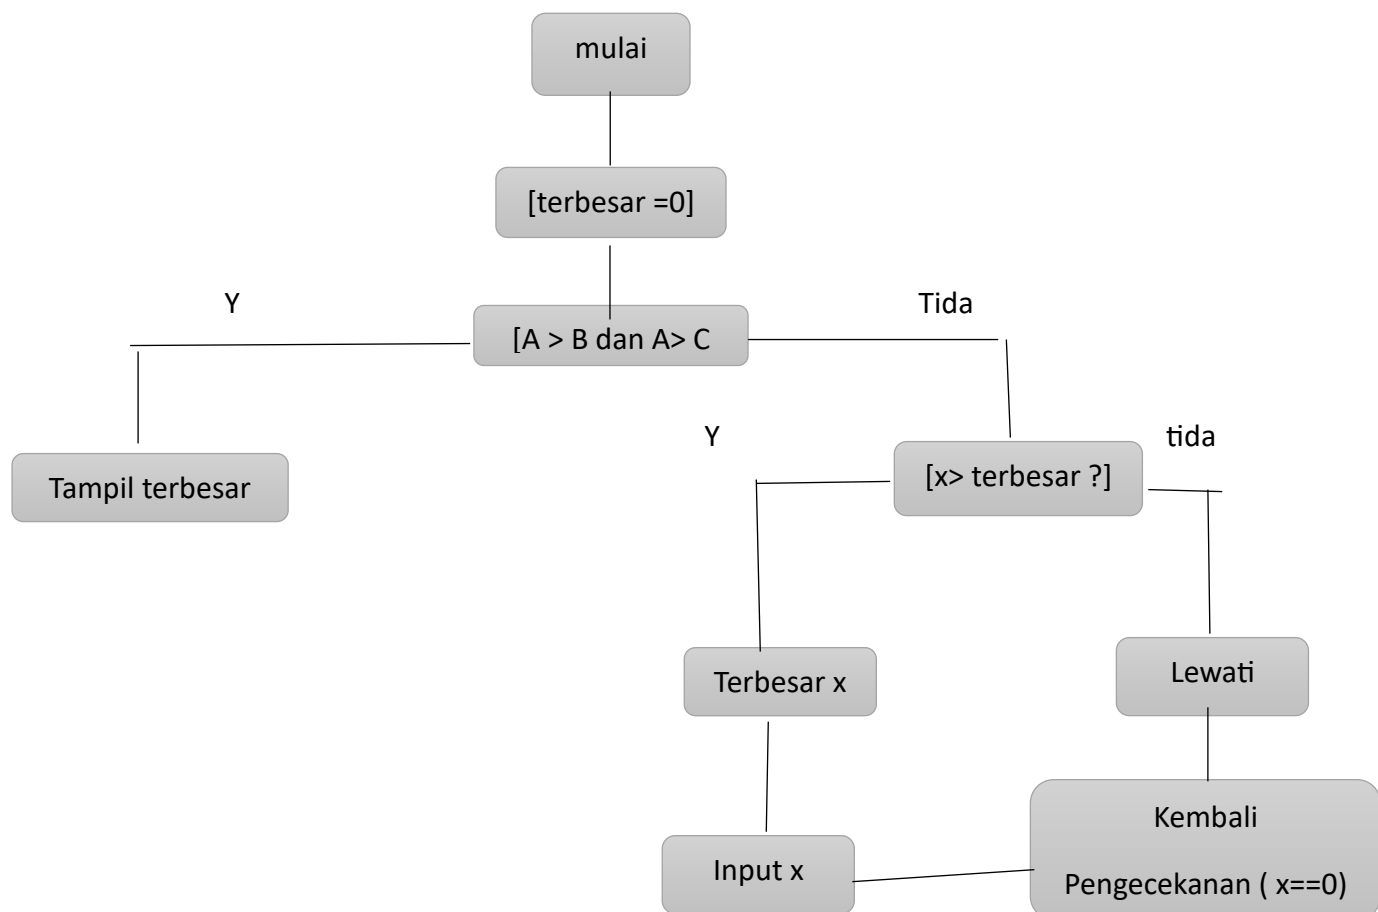 mulai
[terbesar =0]
Y
Tida
[A > B dan A> C
Y
tida
[x> terbesar ?]
Tampil terbesar
Terbesar x
Lewati
Input x
Kembali
Pengecekanan ( x==0)